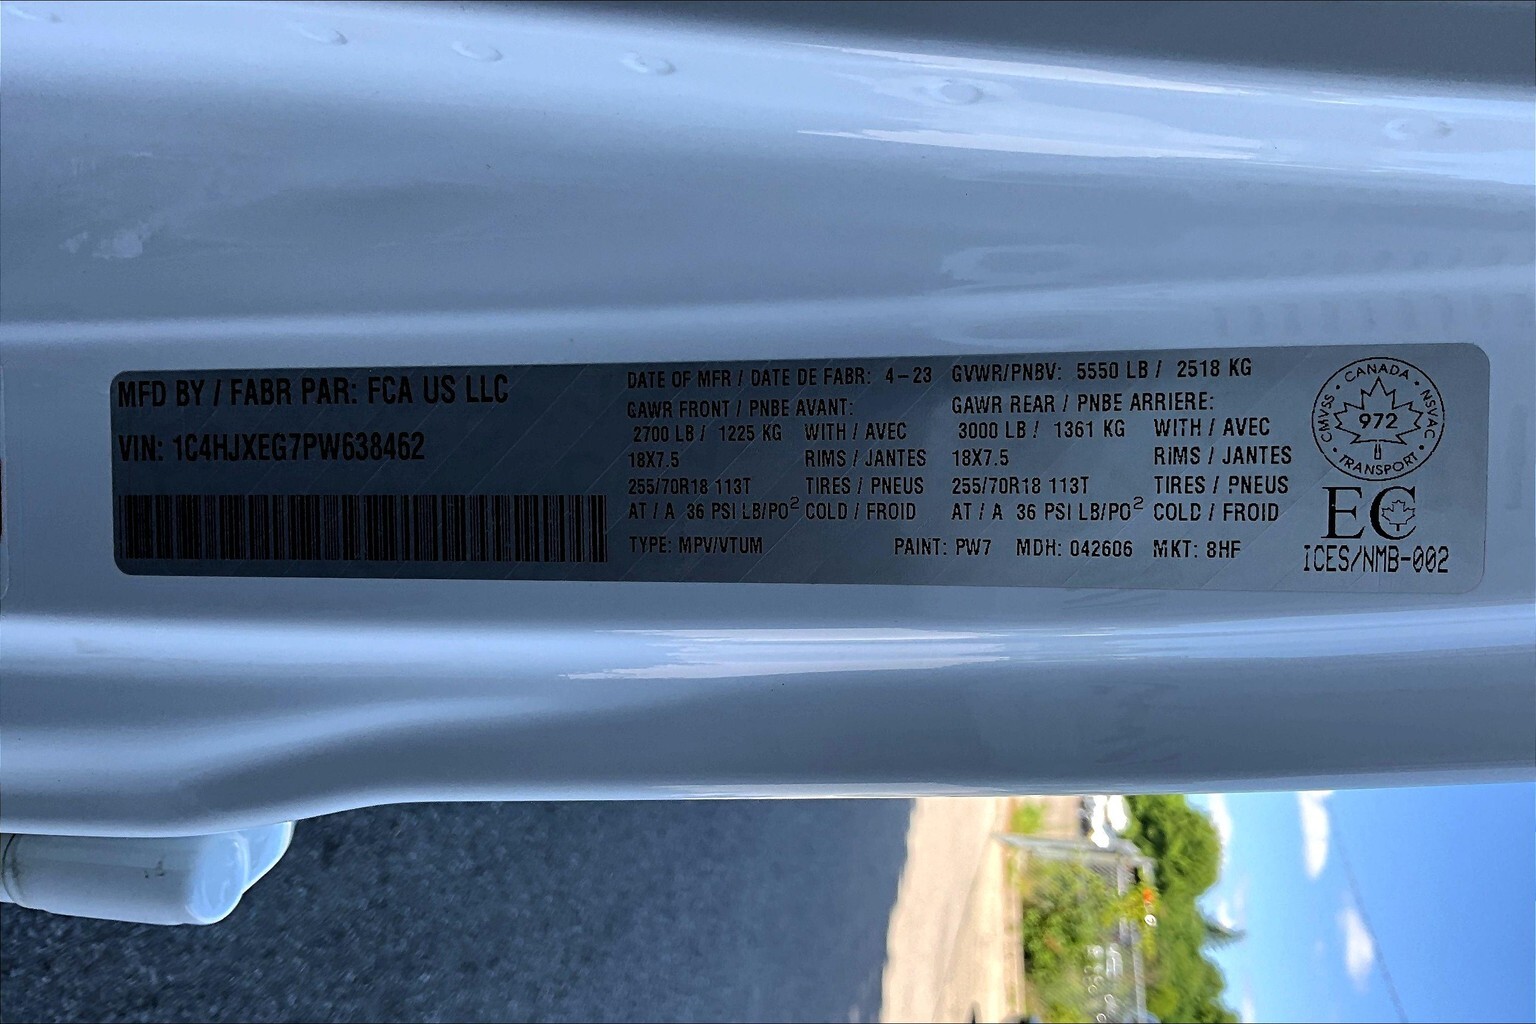 MFD BY / FABR PAR: FCA US LLC
VIN: 1C4HJXEG7PW638462
DATE OF MFR / DATE DE FABR: 4-23 GVWR/PNBV: 5550 LB / 2518 KG
GAWR FRONT / PNBE AVANT: GAWR REAR / PNBE ARRIERE:
2700 LB / 1225 KG WITH / AVEC 3000 LB / 1361 KG WITH / AVEC
18X7.5 RIMS / JANTES 18X7.5 RIMS / JANTES
255/70R18 113T TIRES / PNEUS 255/70R18 113T TIRES / PNEUS
AT / A 36 PSI LB/PO² COLD / FROID AT / A 36 PSI LB/PO² COLD / FROID
TYPE: MPV/VTUM PAINT: PW7 MDH: 042606 MKT: 8HF
CANADA
CMVSS 972 NSVAC
TRANSPORT
EC
ICES/NMB-002